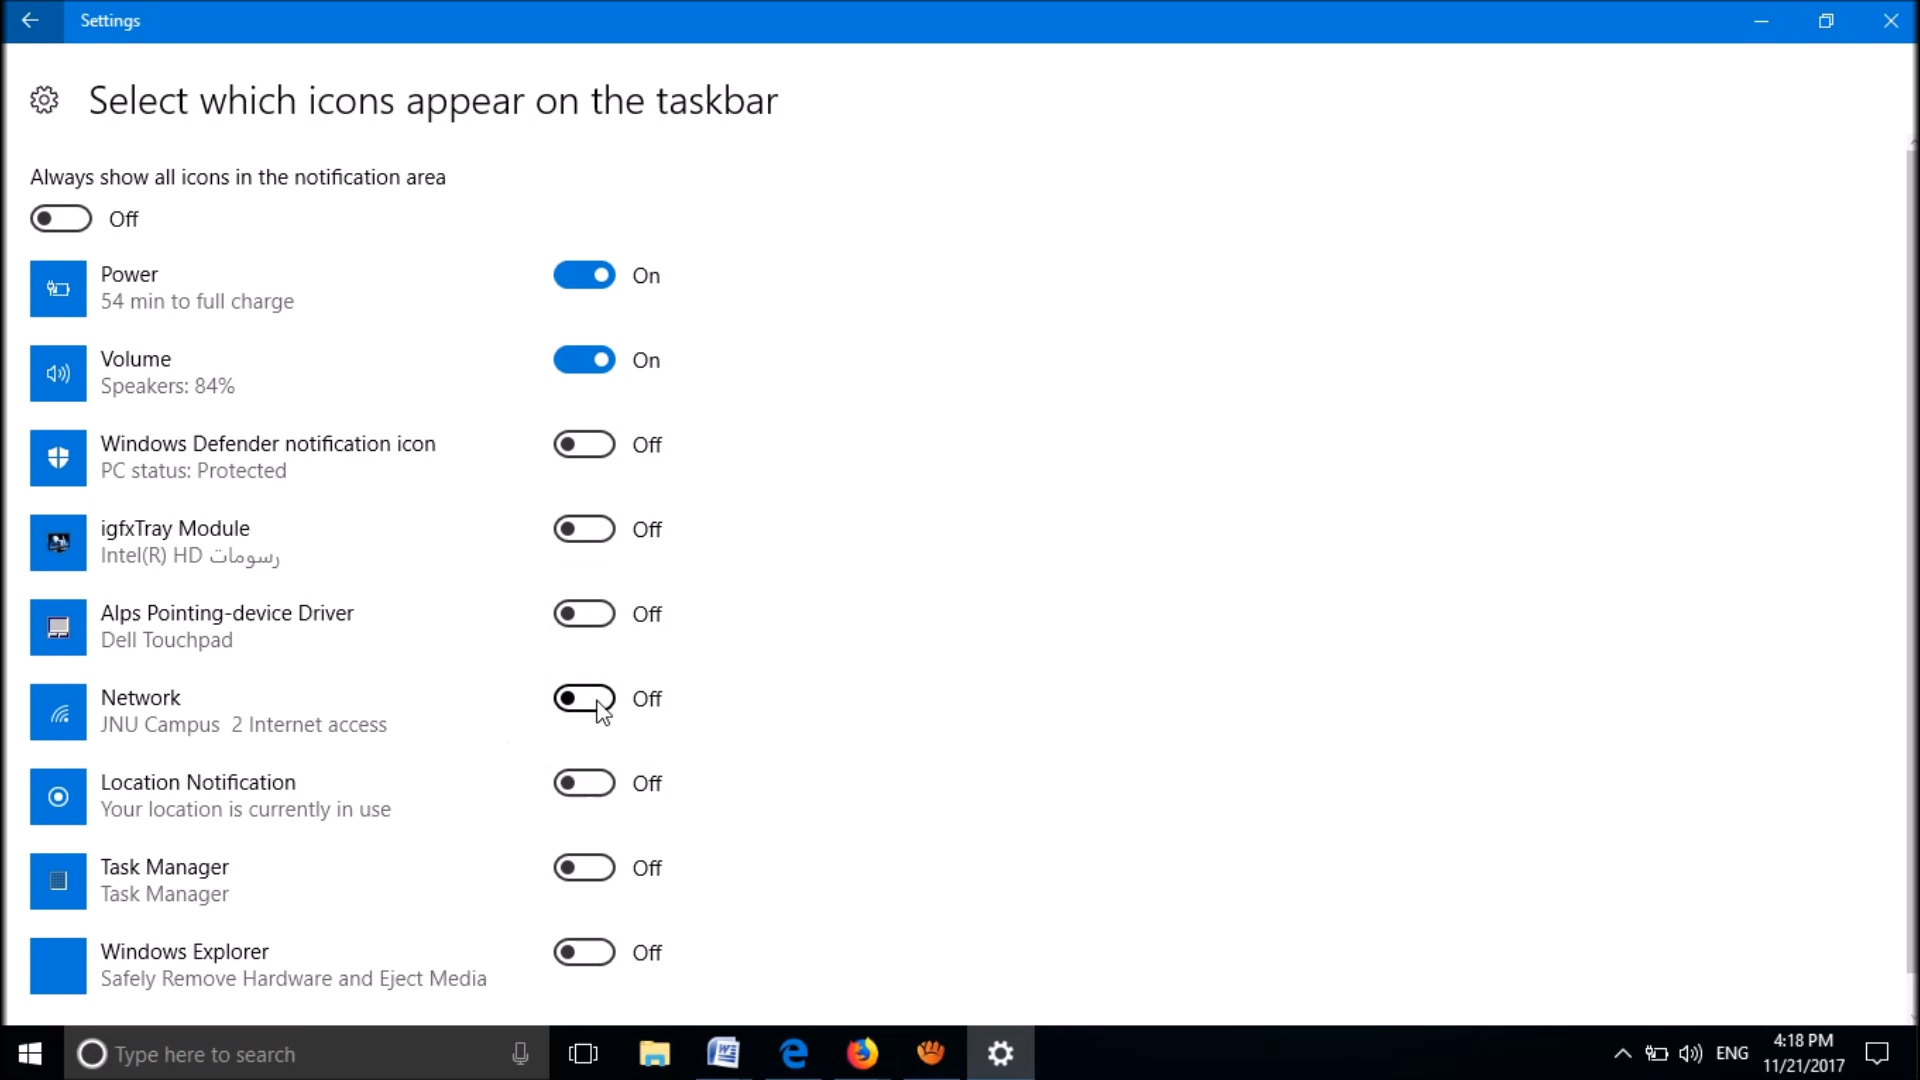 Settings
Select which icons appear on the taskbar
Always show all icons in the notification area
Off
Power
54 min to full charge
On
Volume
Speakers: 84%
On
Windows Defender notification icon
PC status: Protected
Off
igfxTray Module
Intel(R) HD رسومات
Off
Alps Pointing-device Driver
Dell Touchpad
Off
Network
JNU Campus  2 Internet access
Off
Location Notification
Your location is currently in use
Off
Task Manager
Task Manager
Off
Windows Explorer
Safely Remove Hardware and Eject Media
Off
Type here to search
ENG
4:18 PM
11/21/2017